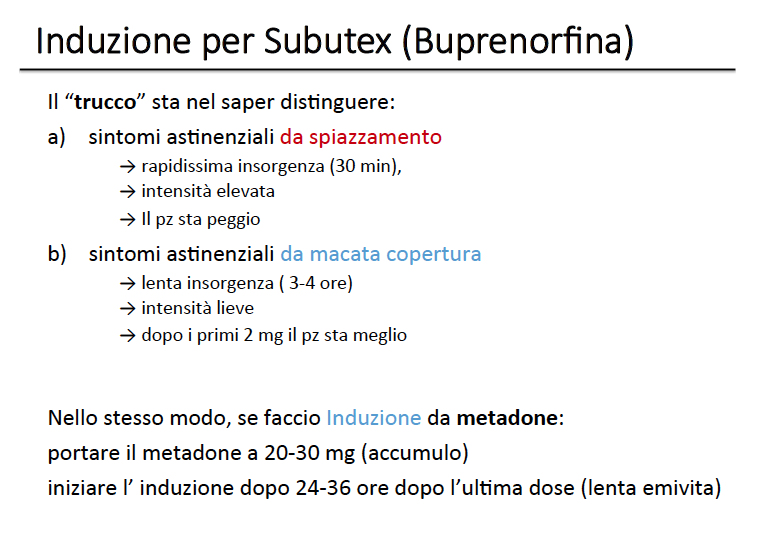 Induzione per Subutex (Buprenorfina)
Il “trucco” sta nel saper distinguere:
a) sintomi astinenziali da spiazzamento
→ rapidissima insorgenza (30 min),
→ intensità elevata
→ Il pz sta peggio
b) sintomi astinenziali da macata copertura
→ lenta insorgenza ( 3-4 ore)
→ intensità lieve
→ dopo i primi 2 mg il pz sta meglio
Nello stesso modo, se faccio Induzione da metadone:
portare il metadone a 20-30 mg (accumulo)
iniziare l’ induzione dopo 24-36 ore dopo l’ultima dose (lenta emivita)